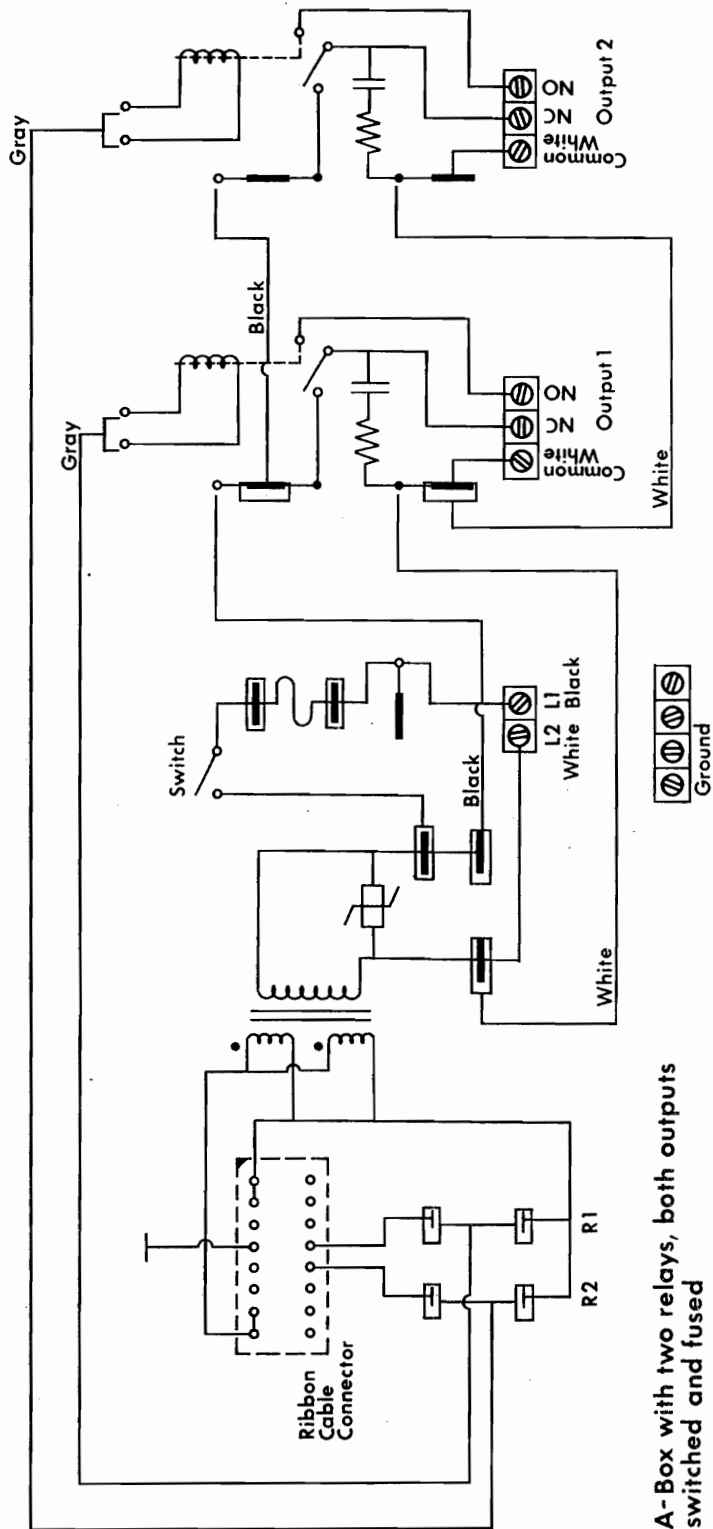 Gray
Gray
Black
NO
NC
Common
White
Output 2
NO
NC
Common
White
Output 1
White
Switch
L1 Black
L2 White
Black
Ground
White
Ribbon
Cable
Connector
R1
R2
A-Box with two relays, both outputs
switched and fused